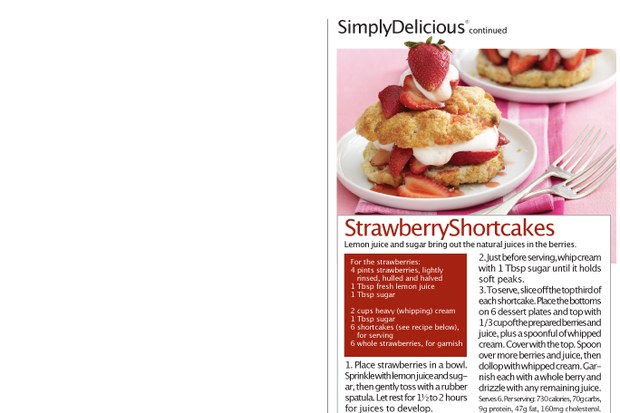 SimplyDelicious® continued
StrawberryShortcakes
Lemon juice and sugar bring out the natural juices in the berries.
For the strawberries:
4 pints strawberries, lightly
rinsed, hulled and halved
1 Tbsp fresh lemon juice
1 Tbsp sugar
2 cups heavy (whipping) cream
1 Tbsp sugar
6 shortcakes (see recipe below),
for serving
6 whole strawberries, for garnish
1. Place strawberries in a bowl.
Sprinkle with lemon juice and sug-
ar, then gently toss with a rubber
spatula. Let rest for 1½ to 2 hours
for juices to develop.
2. Just before serving, whip cream
with 1 Tbsp sugar until it holds
soft peaks.
3. To serve, slice off the top third of
each shortcake. Place the bottoms
on 6 dessert plates and top with
1/3 cup of the prepared berries and
juice, plus a spoonful of whipped
cream. Cover with the top. Spoon
over more berries and juice, then
dollop with whipped cream. Gar-
nish each with a whole berry and
drizzle with any remaining juice.
Serves 6. Per serving: 730 calories, 70g carbs,
9g protein, 47g fat, 160mg cholesterol.